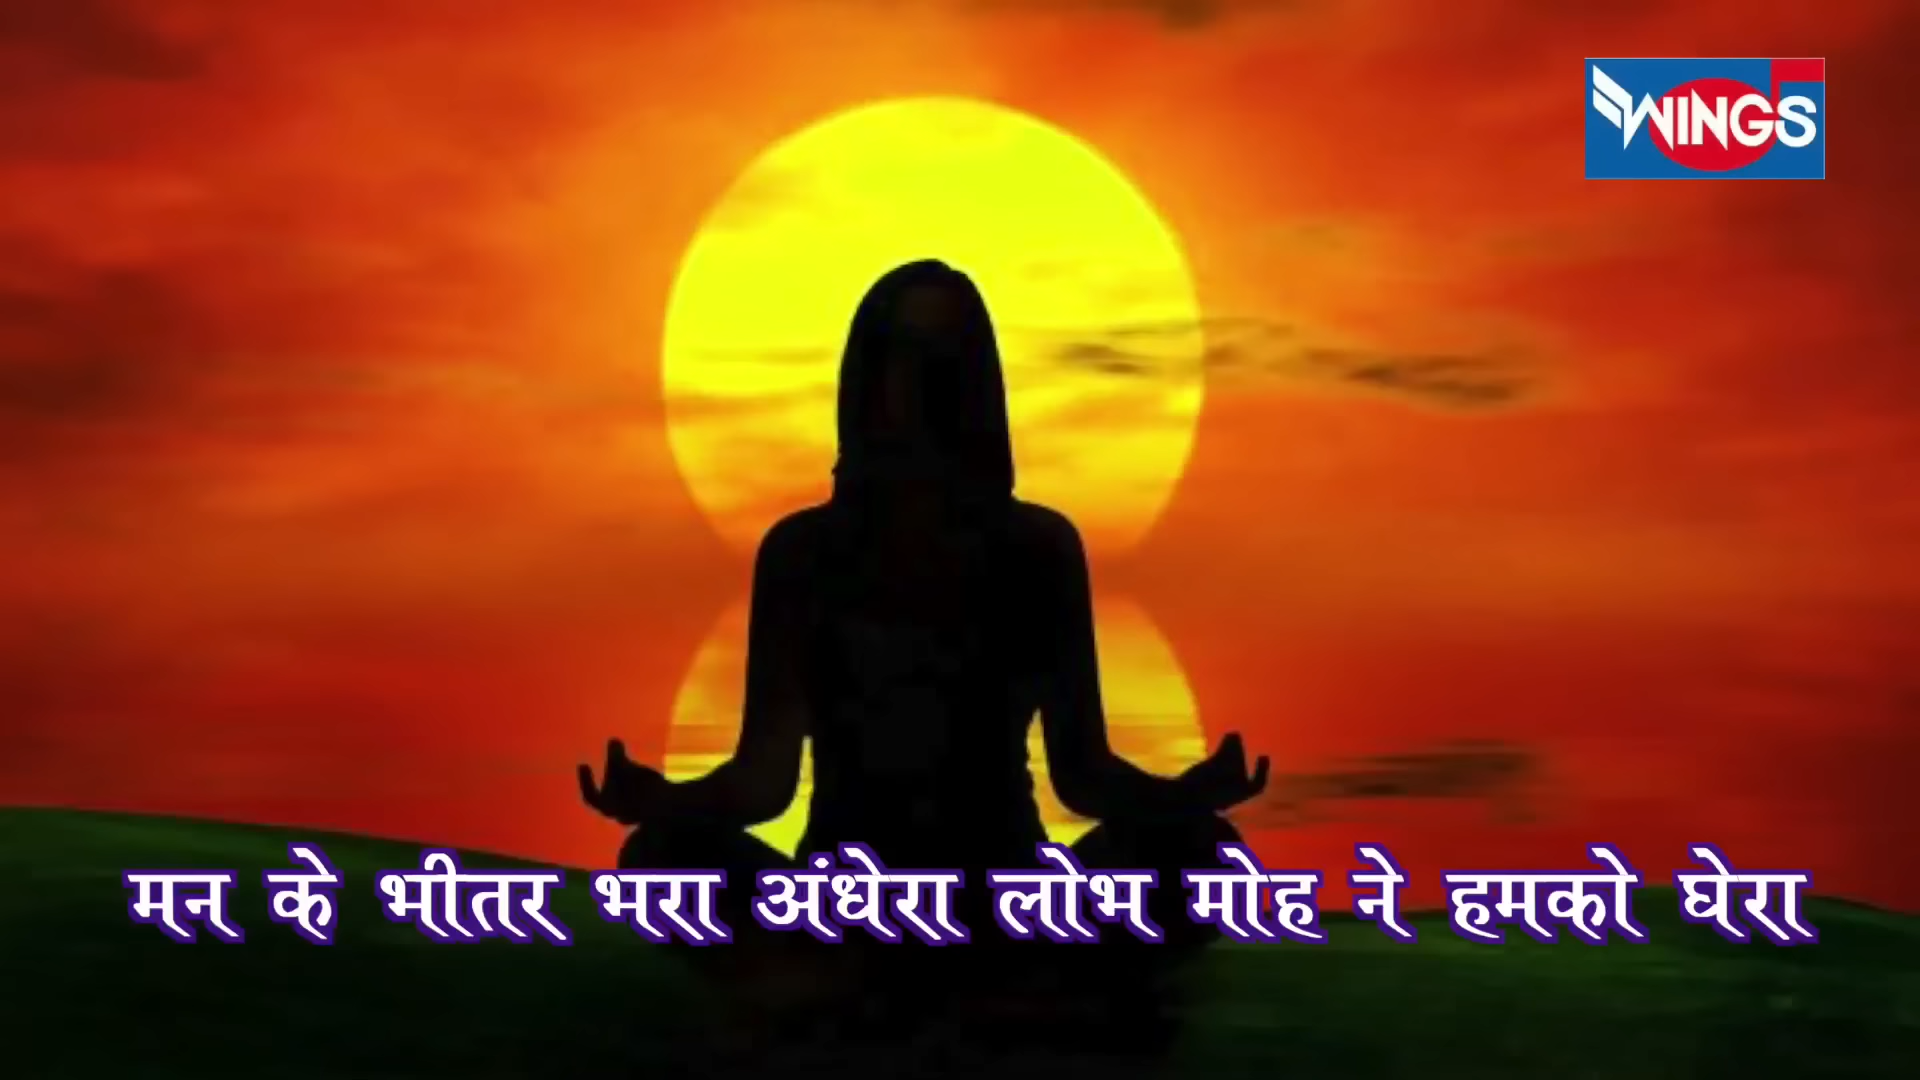 WINGS
मन के भीतर भरा अंधेरा लोभ मोह ने हमको घेरा